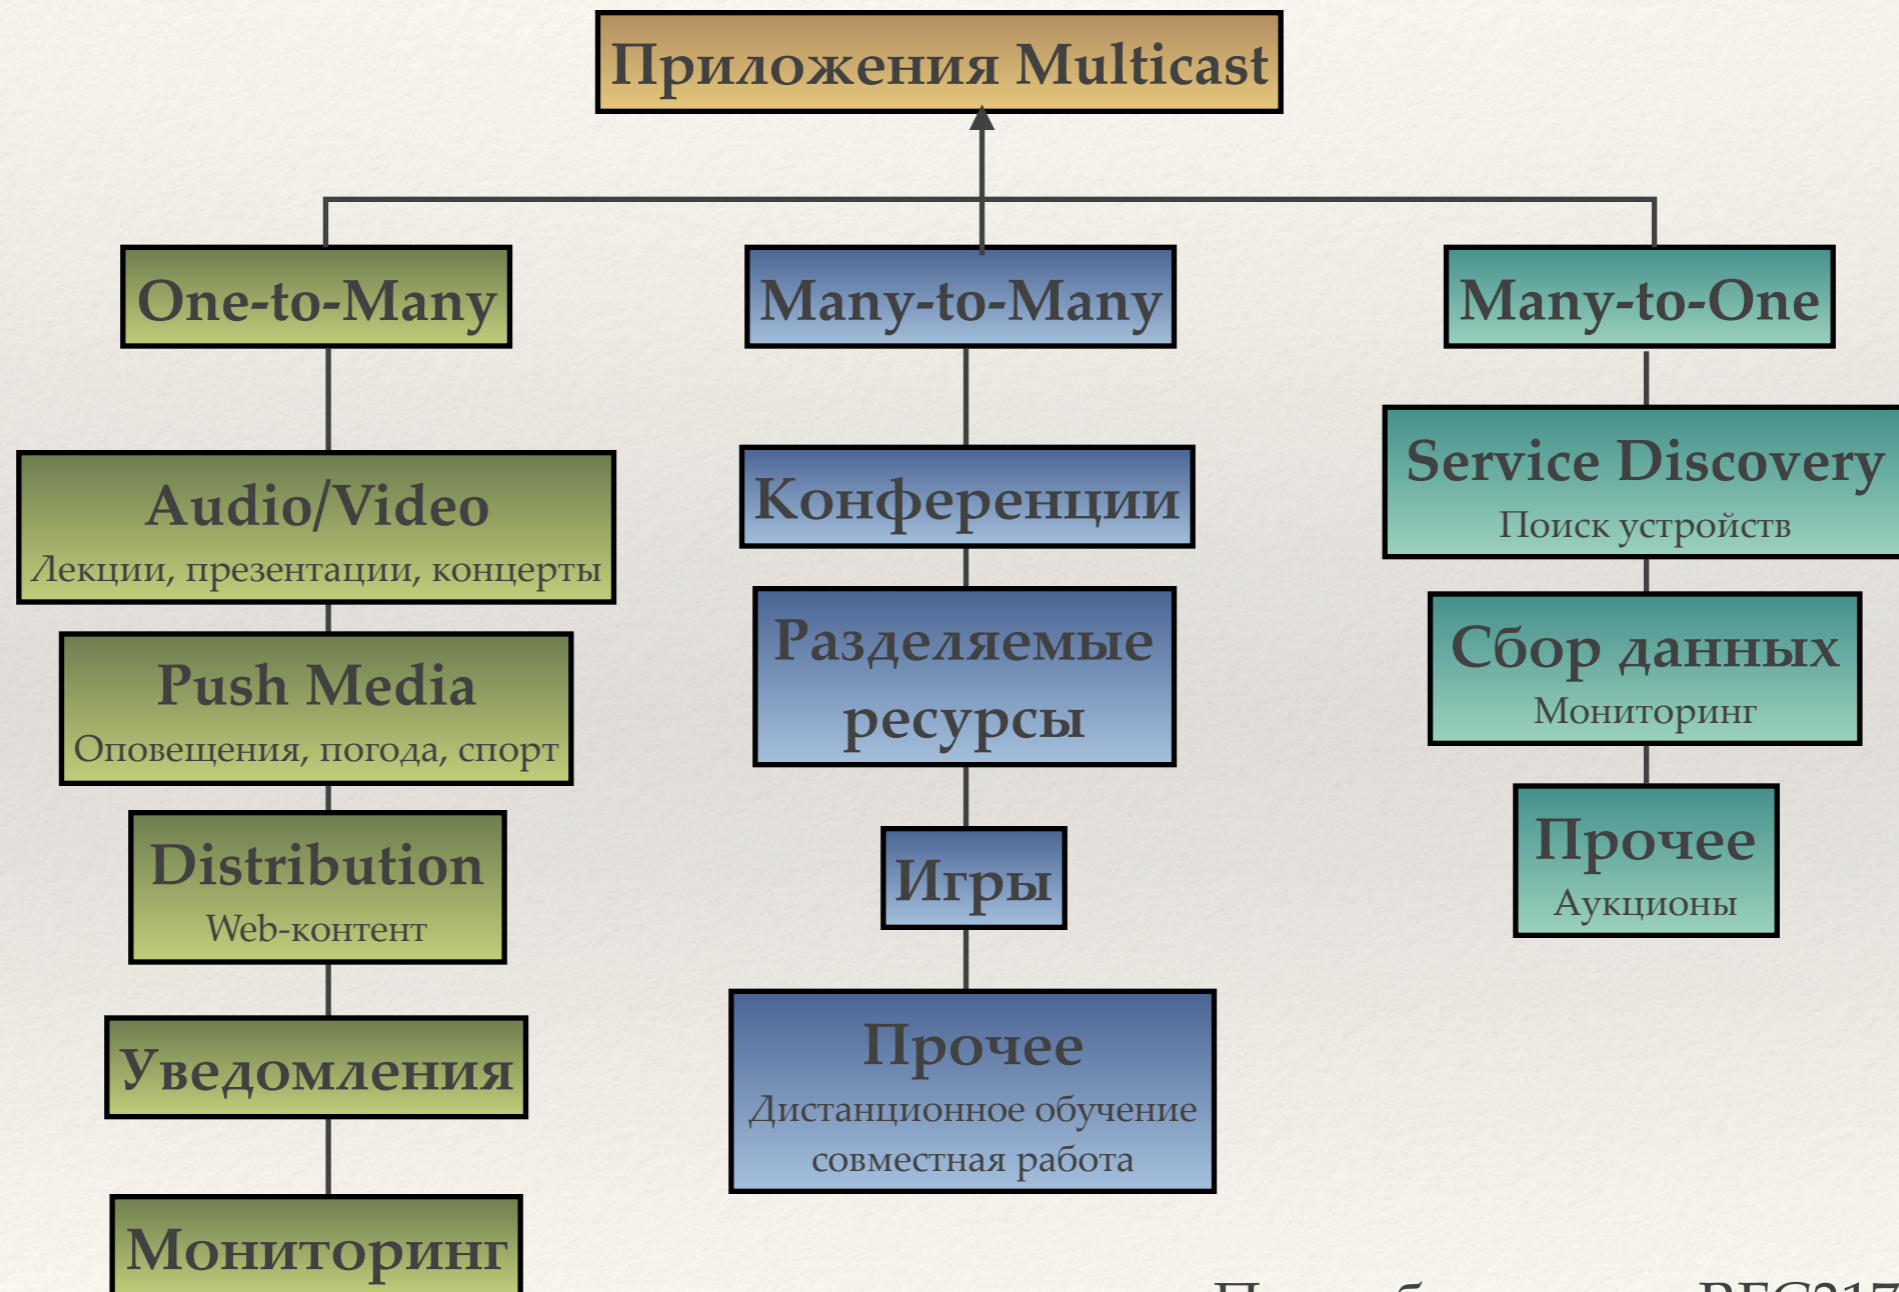 Приложения Multicast
One-to-Many
Audio/Video
Лекции, презентации, концерты
Push Media
Оповещения, погода, спорт
Distribution
Web-контент
Уведомления
Мониторинг
Many-to-Many
Конференции
Разделяемые
ресурсы
Игры
Прочее
Дистанционное обучение
совместная работа
Many-to-One
Service Discovery
Поиск устройств
Сбор данных
Мониторинг
Прочее
Аукционы